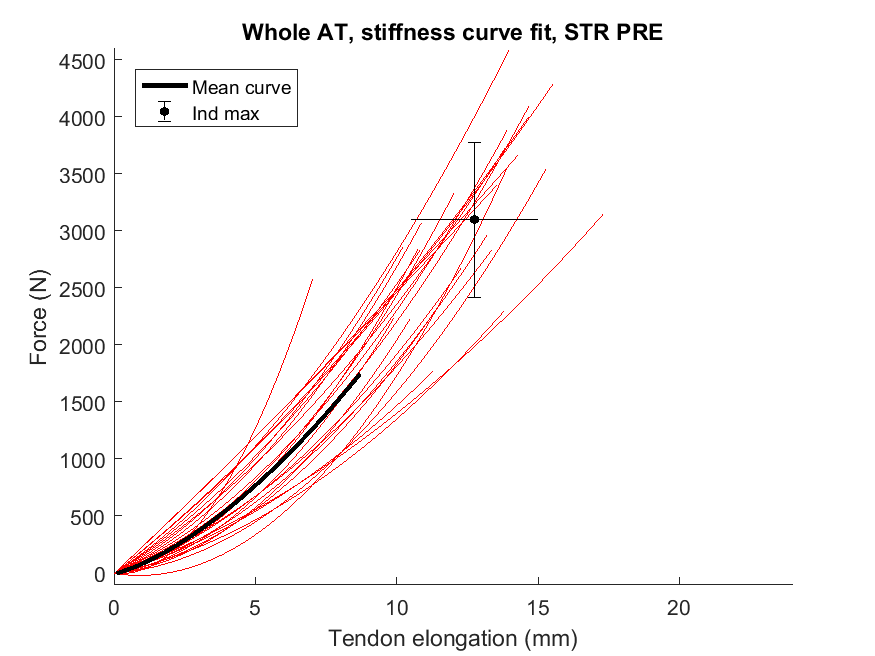 Whole AT, stiffness curve fit, STR PRE
Mean curve
Ind max
Force (N)
4500
4000
3500
3000
2500
2000
1500
1000
500
0
0 5 10 15 20
Tendon elongation (mm)